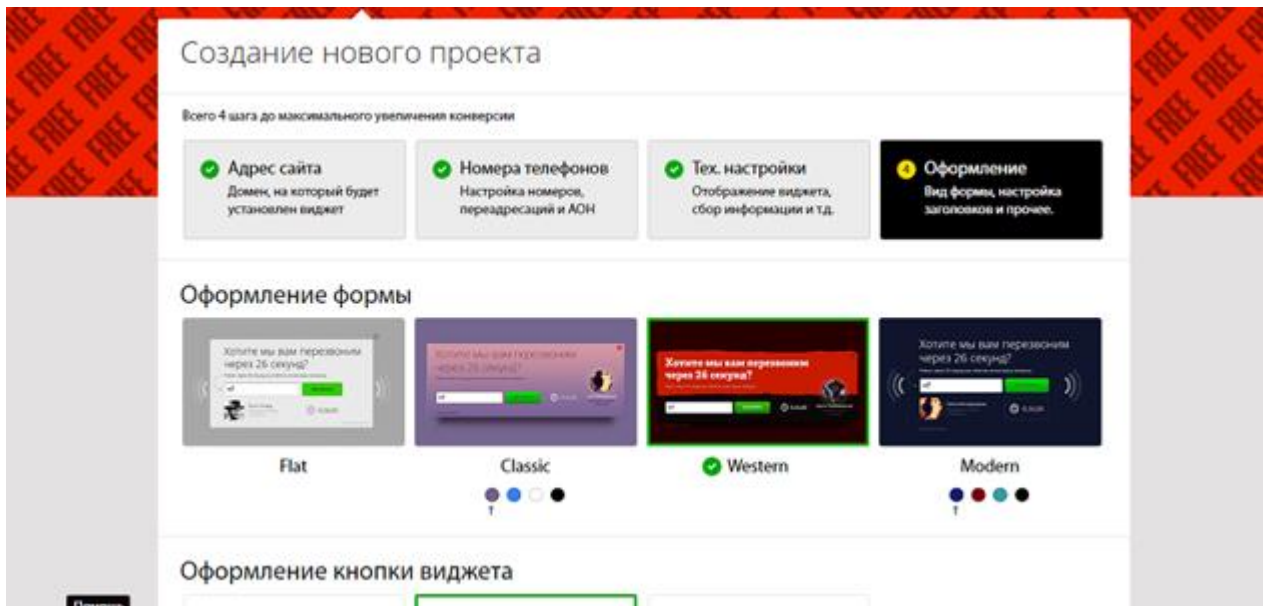 FREE FREE FREE
Создание нового проекта
Всего 4 шага до максимального увеличения конверсии
Адрес сайта
Домен, на который будет
установлен виджет
Номера телефонов
Настройка номеров,
переадресаций и АОН
Тех. настройки
Отображение виджета,
сбор информации и т.д.
4 Оформление
Вид формы, настройка
заголовков и прочее.
Оформление формы
Хотите мы вам перезвоним
через 26 секунд?
Хотите мы вам перезвоним
через 26 секунд?
Хотите мы вам перезвоним
через 26 секунд?
Хотите мы вам перезвоним
через 26 секунд?
Flat
Classic
Western
Modern
Оформление кнопки виджета